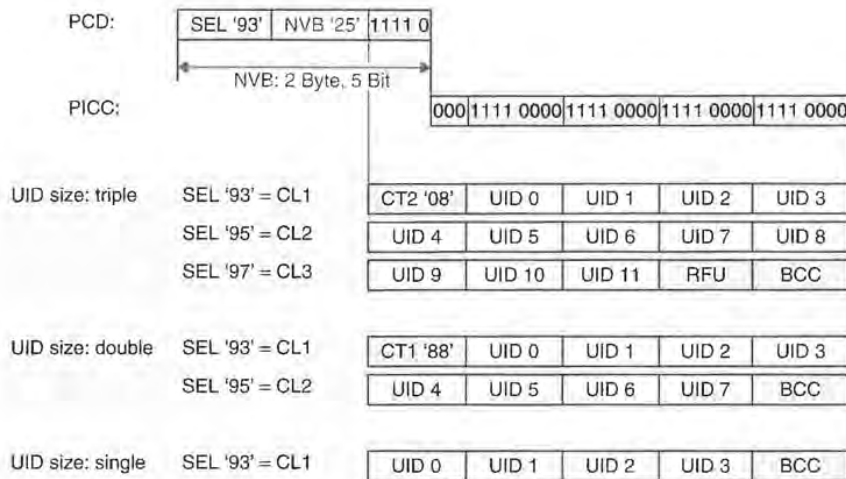 PCD: SEL '93' NVB '25' 1111 0
NVB: 2 Byte, 5 Bit
PICC: 000 1111 0000 1111 0000 1111 0000 1111 0000
UID size: triple SEL '93' = CL1 CT2 '08' UID 0 UID 1 UID 2 UID 3
SEL '95' = CL2 UID 4 UID 5 UID 6 UID 7 UID 8
SEL '97' = CL3 UID 9 UID 10 UID 11 RFU BCC
UID size: double SEL '93' = CL1 CT1 '88' UID 0 UID 1 UID 2 UID 3
SEL '95' = CL2 UID 4 UID 5 UID 6 UID 7 BCC
UID size: single SEL '93' = CL1 UID 0 UID 1 UID 2 UID 3 BCC